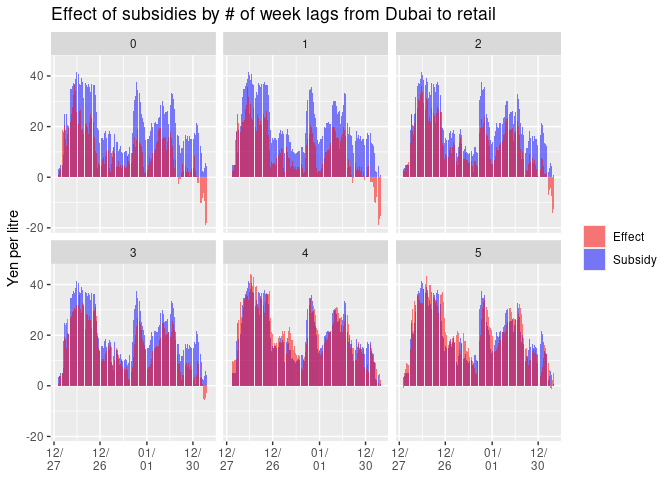 Effect of subsidies by # of week lags from Dubai to retail
0 1 2
40
20
0
-20
3 4 5
40
20
0
-20
12/ 12/ 01/ 12/ 12/ 12/ 01/ 12/ 12/ 12/ 01/ 12/
27 26 01 30 27 26 01 30 27 26 01 30
Yen per litre
Effect
Subsidy